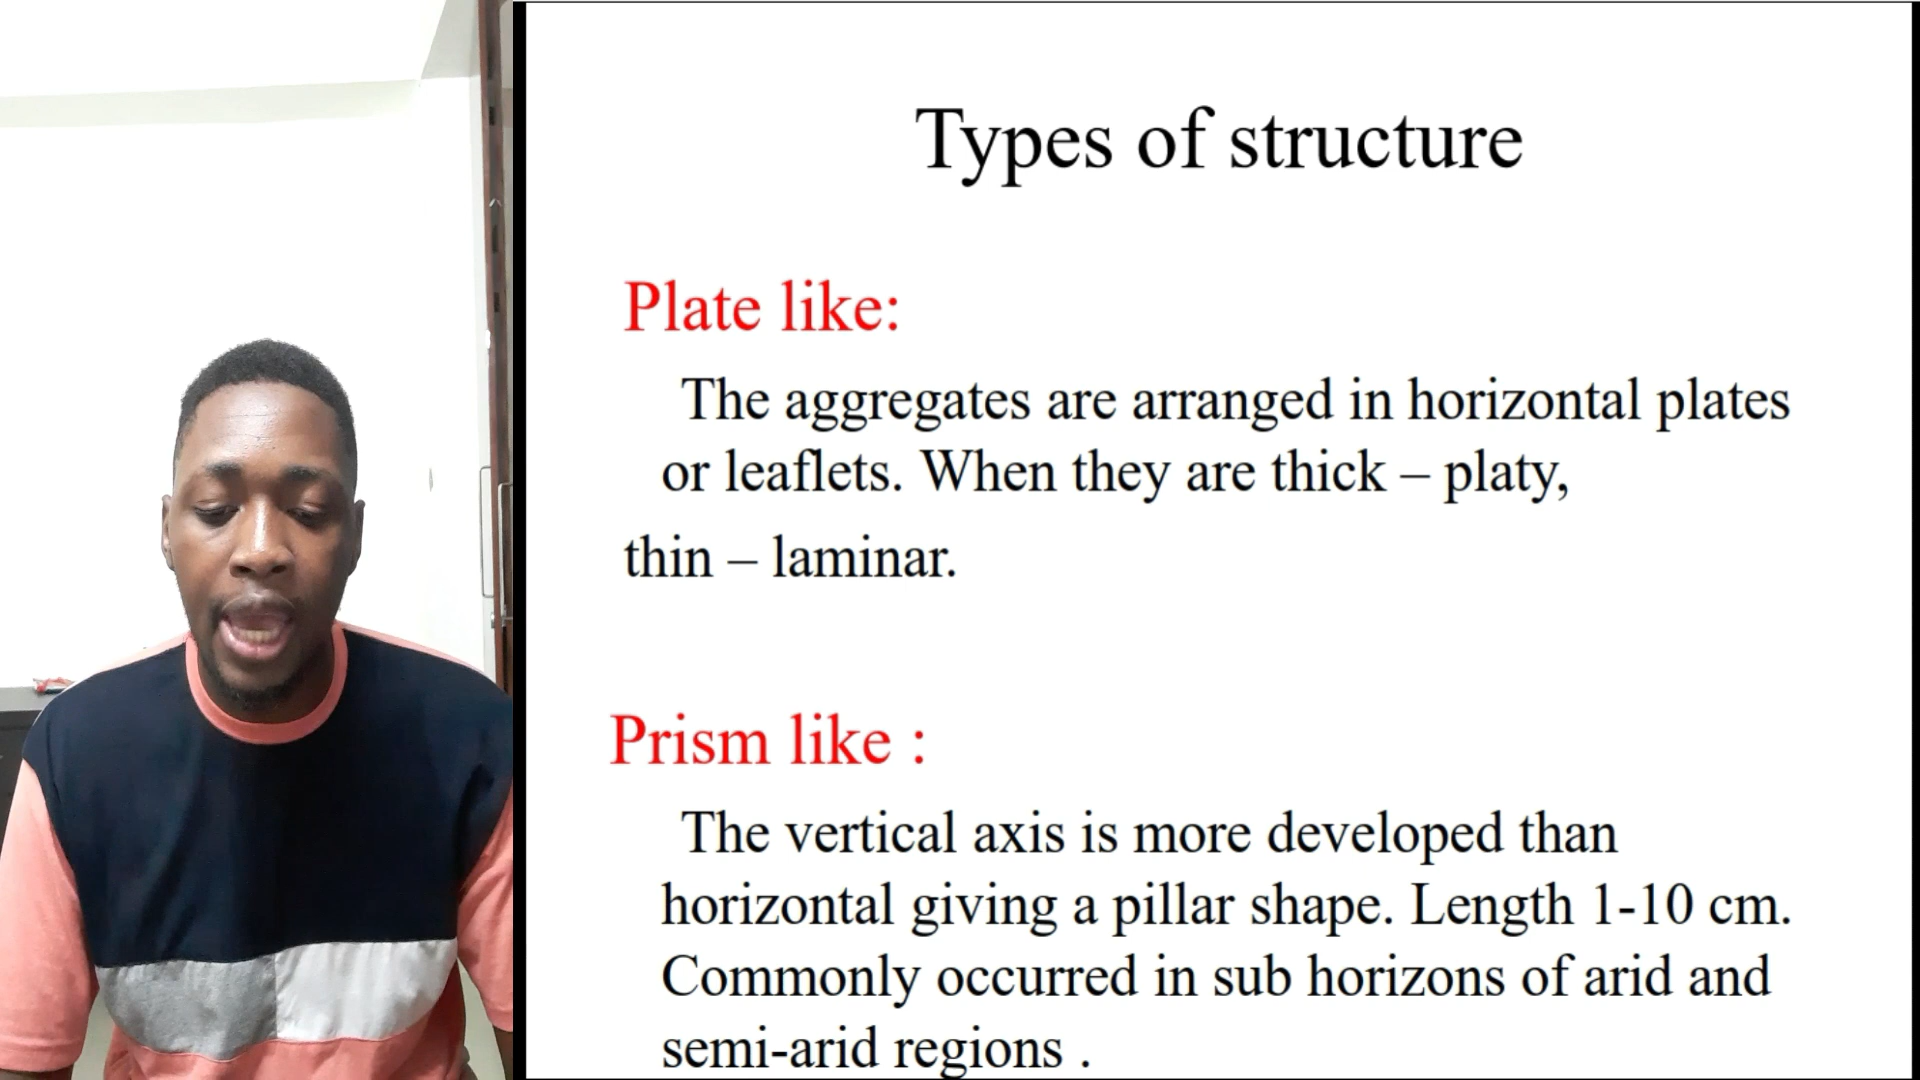 Types of structure
Plate like:
The aggregates are arranged in horizontal plates
or leaflets. When they are thick – platy,
thin – laminar.
Prism like :
The vertical axis is more developed than
horizontal giving a pillar shape. Length 1-10 cm.
Commonly occurred in sub horizons of arid and
semi-arid regions .